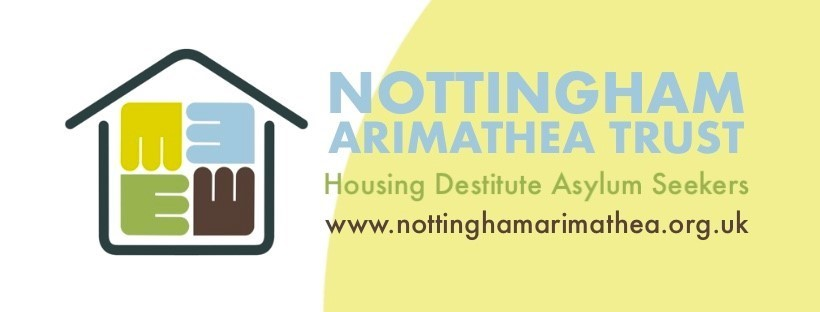 NOTTINGHAM
ARIMATHEA TRUST
Housing Destitute Asylum Seekers
www.nottinghamarimathea.org.uk